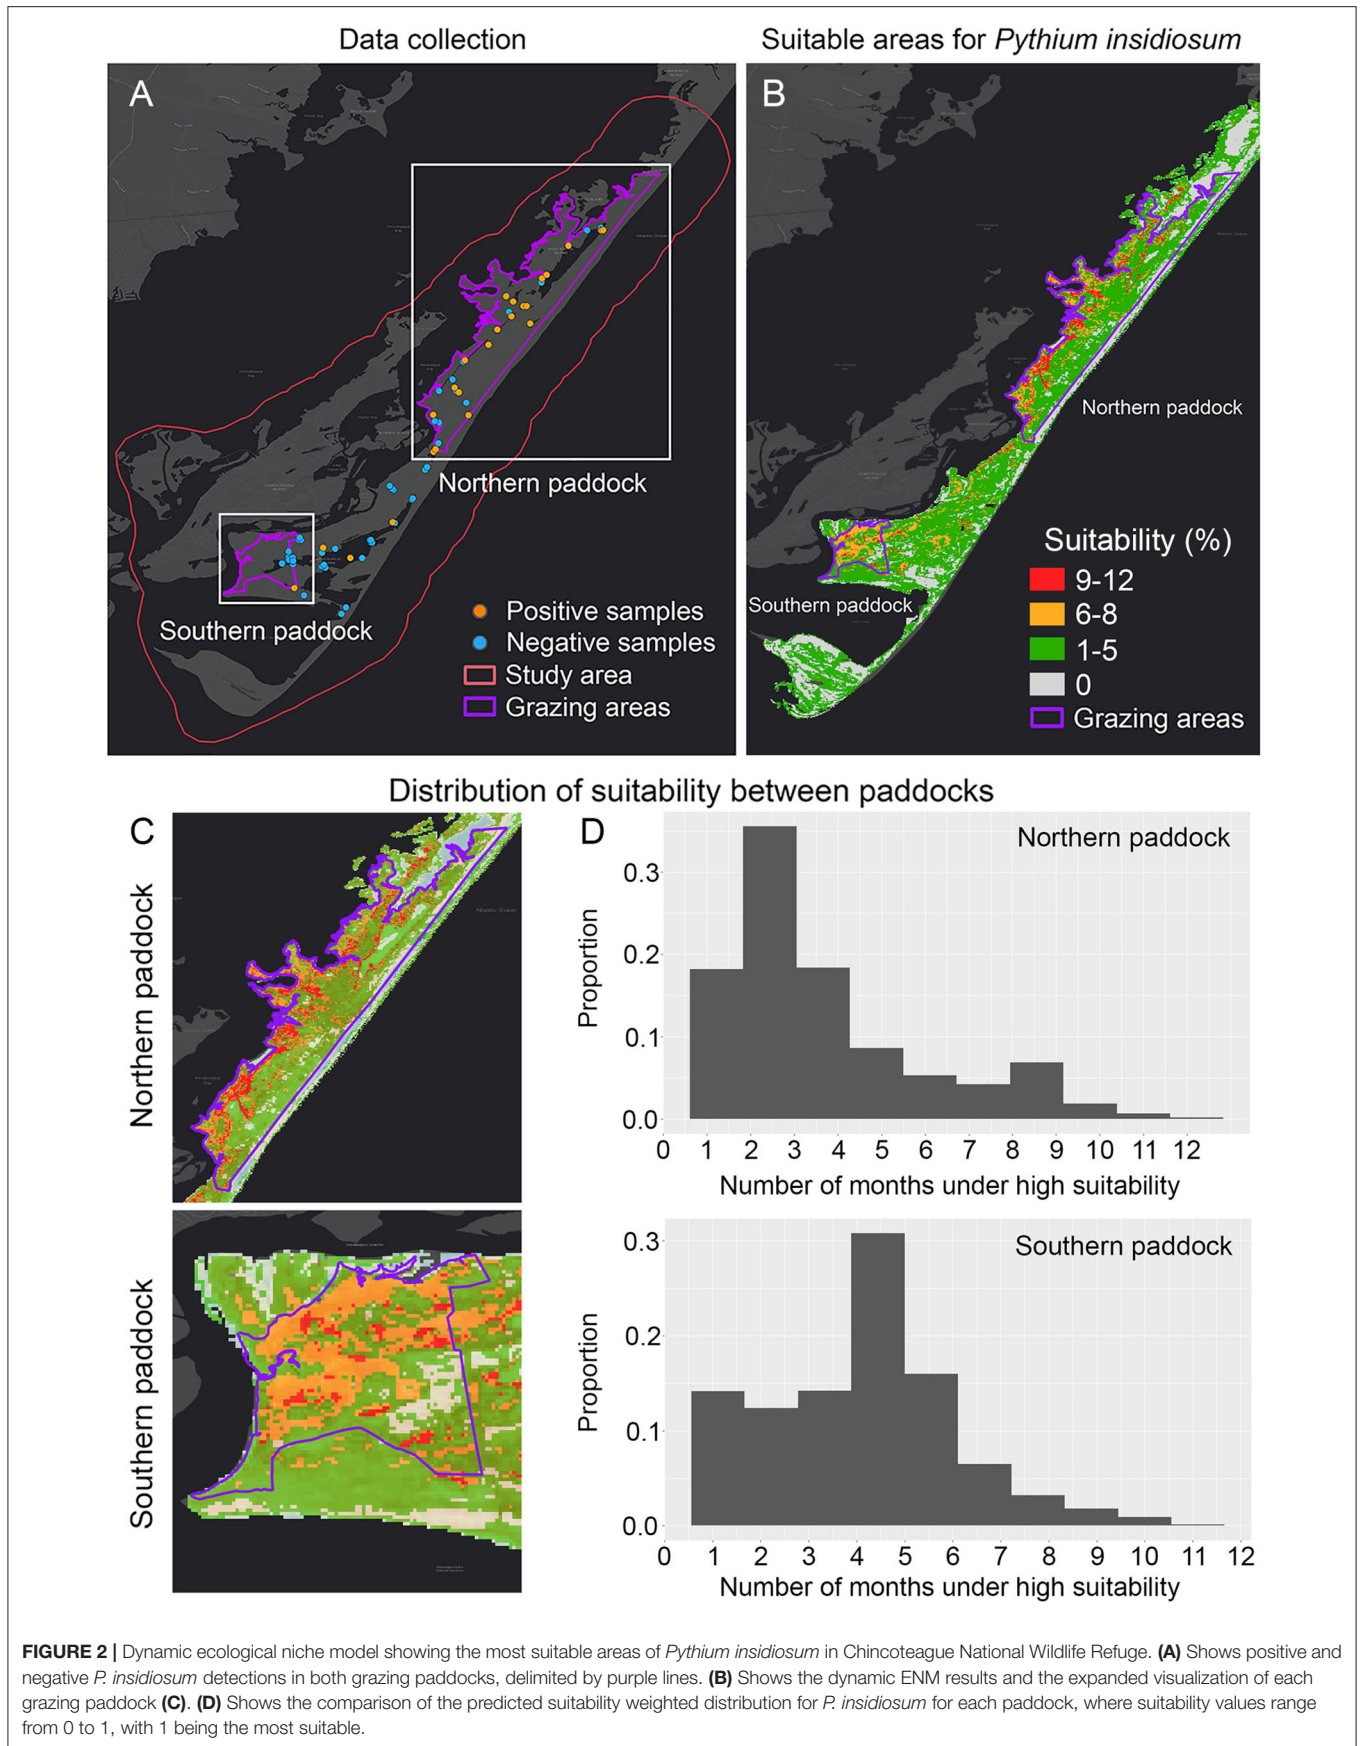 Data collection
Suitable areas for Pythium insidiosum
A
Northern paddock
Southern paddock
Positive samples
Negative samples
Study area
Grazing areas
B
Northern paddock
Southern paddock
Suitability (%)
9-12
6-8
1-5
0
Grazing areas
Distribution of suitability between paddocks
C
Northern paddock
Atlantic Ocean
Southern paddock
D
Northern paddock
Proportion
0.3
0.2
0.1
0.0
0 1 2 3 4 5 6 7 8 9 10 11 12
Number of months under high suitability
Southern paddock
Proportion
0.3
0.2
0.1
0.0
0 1 2 3 4 5 6 7 8 9 10 11 12
Number of months under high suitability
FIGURE 2 | Dynamic ecological niche model showing the most suitable areas of Pythium insidiosum in Chincoteague National Wildlife Refuge. (A) Shows positive and
negative P. insidiosum detections in both grazing paddocks, delimited by purple lines. (B) Shows the dynamic ENM results and the expanded visualization of each
grazing paddock (C). (D) Shows the comparison of the predicted suitability weighted distribution for P. insidiosum for each paddock, where suitability values range
from 0 to 1, with 1 being the most suitable.